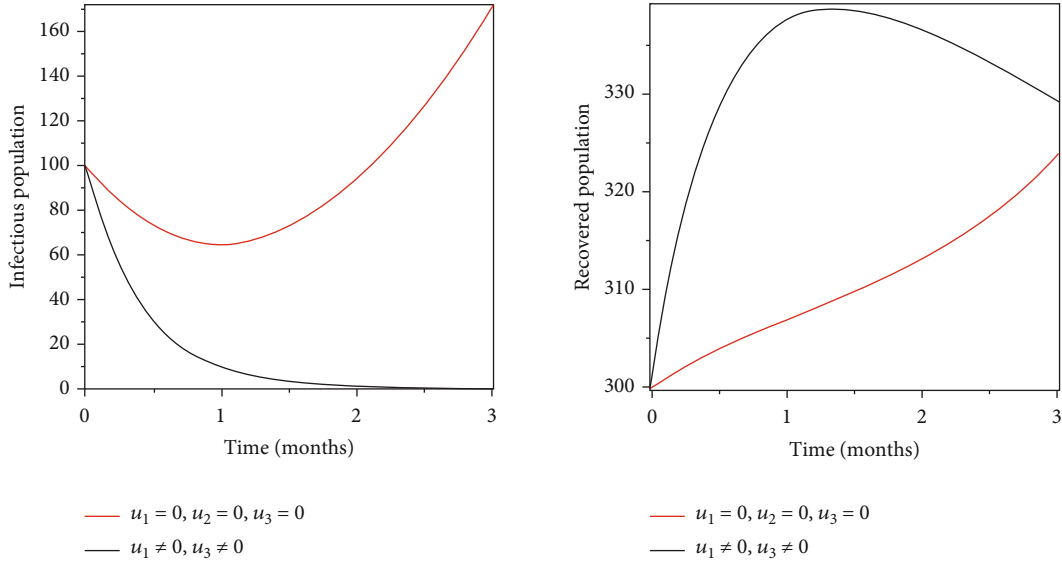 Infectious population
160
140
120
100
80
60
40
20
0
0 1 2 3
Time (months)
u₁ = 0, u₂ = 0, u₃ = 0
u₁ ≠ 0, u₃ ≠ 0
Recovered population
330
320
310
300
0 1 2 3
Time (months)
u₁ = 0, u₂ = 0, u₃ = 0
u₁ ≠ 0, u₃ ≠ 0